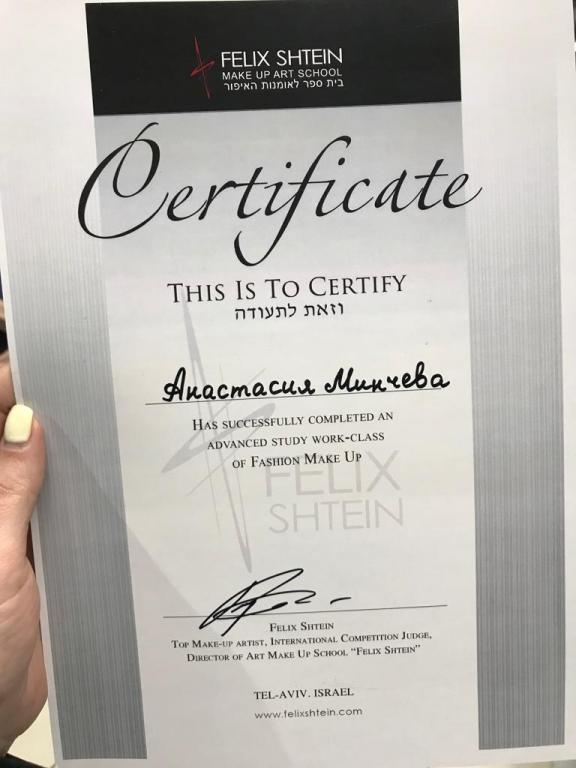 FELIX SHTEIN
MAKE UP ART SCHOOL
בית ספר לאומנות האיפור
Certificate
THIS IS TO CERTIFY
וזאת לתעודה
Анастасия Минчева
HAS SUCCESSFULLY COMPLETED AN
ADVANCED STUDY WORK-CLASS
OF FASHION MAKE UP
FELIX
SHTEIN
FELIX SHTEIN
TOP MAKE-UP ARTIST, INTERNATIONAL COMPETITION JUDGE,
DIRECTOR OF ART MAKE UP SCHOOL “FELIX SHTEIN”
TEL-AVIV. ISRAEL
www.felixshtein.com